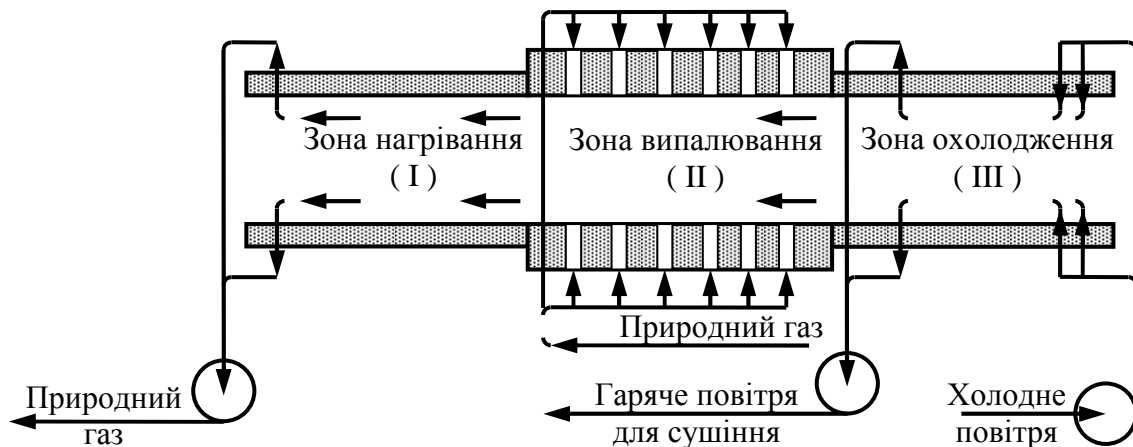 Зона нагрівання
( I )
Зона випалювання
( II )
Зона охолодження
( III )
Природний газ
Природний
газ
Гаряче повітря
для сушіння
Холодне
повітря